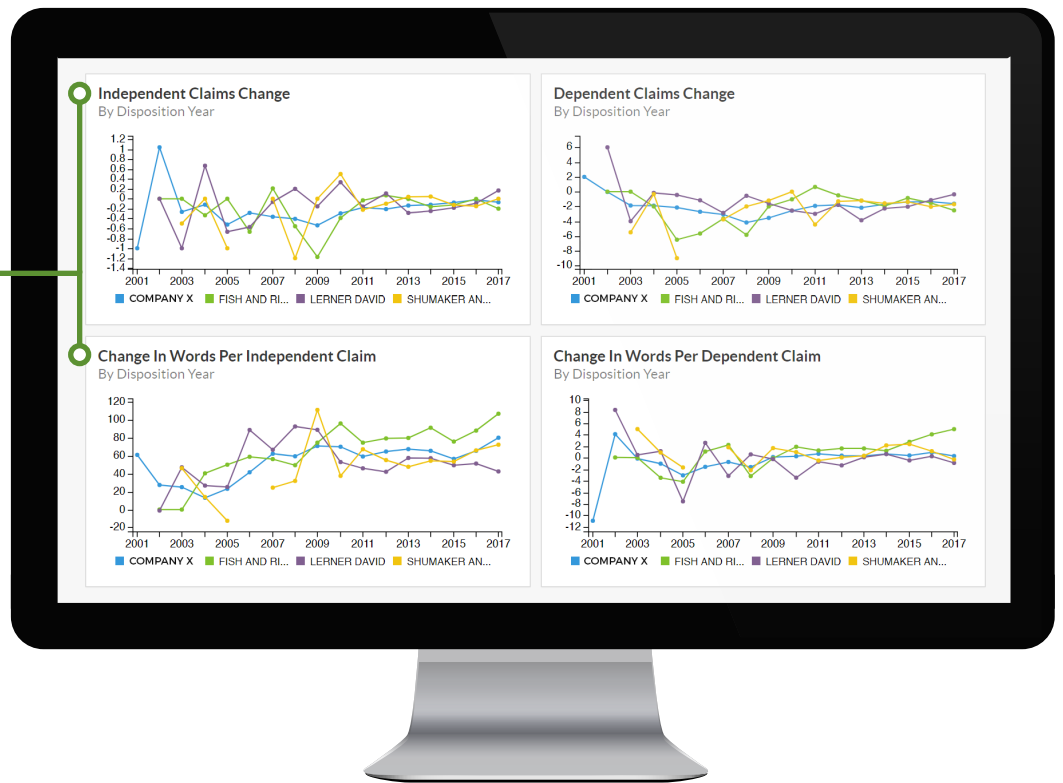 Independent Claims Change
By Disposition Year
1.2
1
0.8
0.6
0.4
0.2
0
-0.2
-0.4
-0.6
-0.8
-1
-1.2
-1.4
2001 2003 2005 2007 2009 2011 2013 2015 2017
COMPANY X FISH AND RI... LERNER DAVID SHUMAKER AN...
Dependent Claims Change
By Disposition Year
6
4
2
0
-2
-4
-6
-8
-10
2001 2003 2005 2007 2009 2011 2013 2015 2017
COMPANY X FISH AND RI... LERNER DAVID SHUMAKER AN...
Change In Words Per Independent Claim
By Disposition Year
120
100
80
60
40
20
0
-20
2001 2003 2005 2007 2009 2011 2013 2015 2017
COMPANY X FISH AND RI... LERNER DAVID SHUMAKER AN...
Change In Words Per Dependent Claim
By Disposition Year
10
8
6
4
2
0
-2
-4
-6
-8
-10
-12
2001 2003 2005 2007 2009 2011 2013 2015 2017
COMPANY X FISH AND RI... LERNER DAVID SHUMAKER AN...